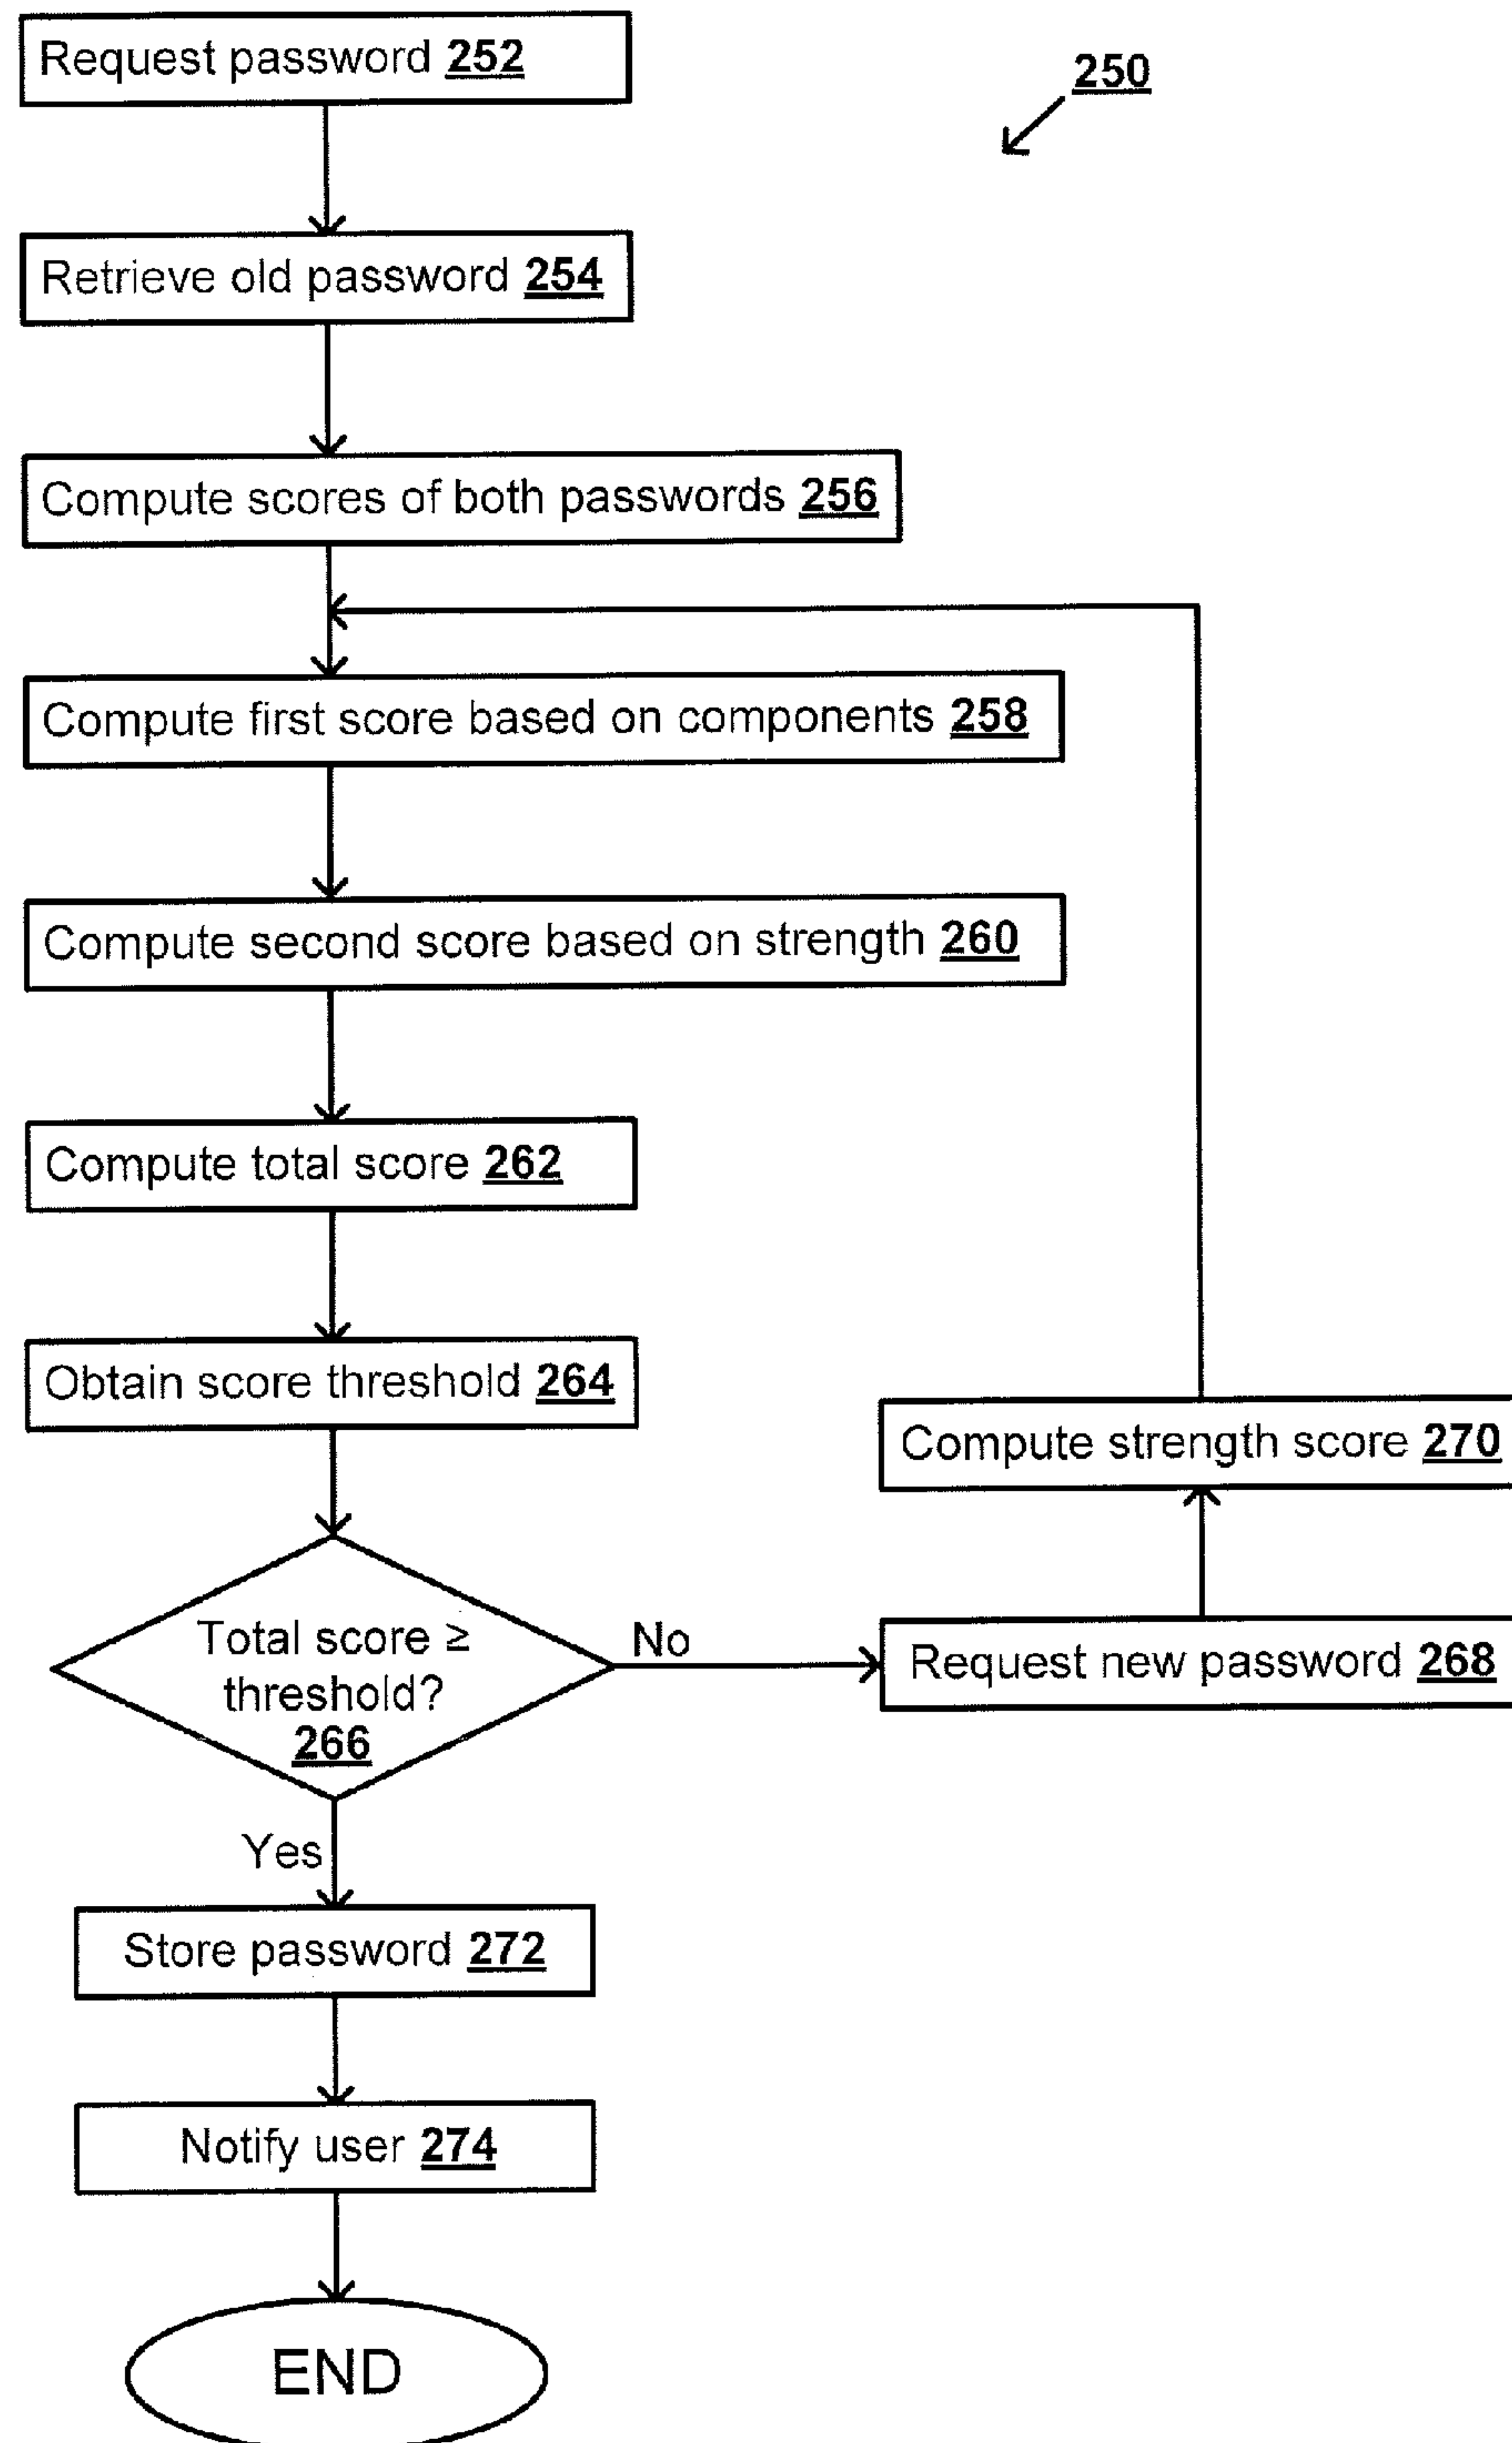 Request password 252
250
Retrieve old password 254
Compute scores of both passwords 256
Compute first score based on components 258
Compute second score based on strength 260
Compute total score 262
Obtain score threshold 264
Compute strength score 270
Total score ≥
threshold?
266
No
Request new password 268
Yes
Store password 272
Notify user 274
END